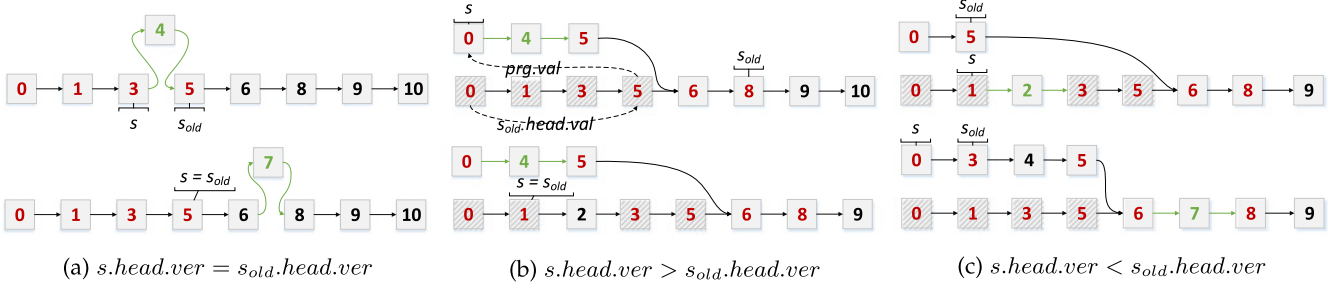 4
0 1 3 5 6 8 9 10
s s_old
7
s = s_old
0 1 3 5 6 8 9 10
(a) s.head.ver = s_old.head.ver
s
0 4 5
prg.val
s_old
0 1 3 5 6 8 9 10
s_old.head.val
0 4 5
s = s_old
0 1 2 3 5 6 8 9
(b) s.head.ver > s_old.head.ver
s_old
0 5
s
0 1 2 3 5 6 8 9
s s_old
0 3 4 5
0 1 3 5 6 7 8 9
(c) s.head.ver < s_old.head.ver